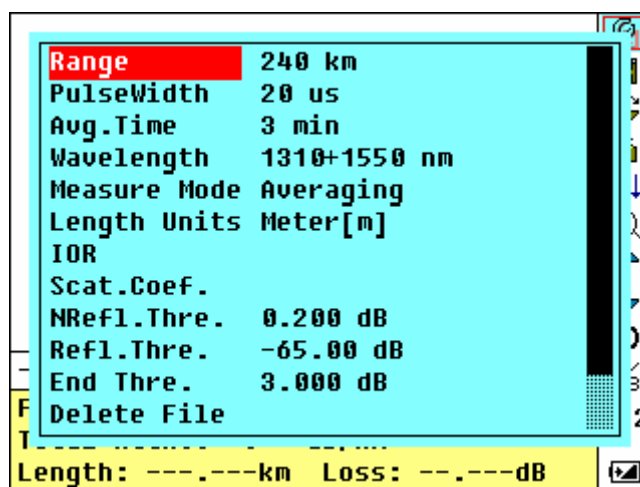 Range 240 km
PulseWidth 20 us
Avg.Time 3 min
Wavelength 1310+1550 nm
Measure Mode Averaging
Length Units Meter[m]
IOR
Scat.Coef.
NRefl.Thre. 0.200 dB
Refl.Thre. -65.00 dB
End Thre. 3.000 dB
Delete File
Length: ---.---km Loss: --.---dB